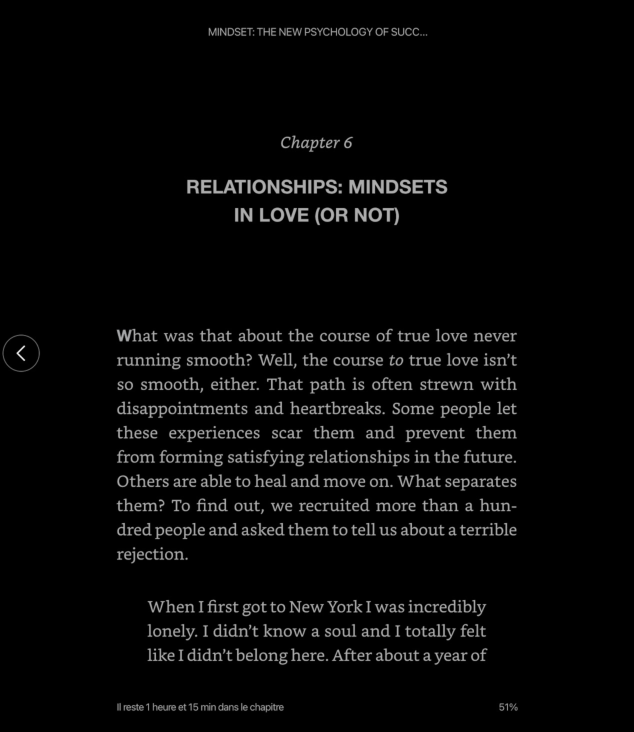 MINDSET: THE NEW PSYCHOLOGY OF SUCC...
Chapter 6
RELATIONSHIPS: MINDSETS
IN LOVE (OR NOT)
What was that about the course of true love never
running smooth? Well, the course to true love isn't
so smooth, either. That path is often strewn with
disappointments and heartbreaks. Some people let
these experiences scar them and prevent them
from forming satisfying relationships in the future.
Others are able to heal and move on. What separates
them? To find out, we recruited more than a hun-
dred people and asked them to tell us about a terrible
rejection.
When I first got to New York I was incredibly
lonely. I didn't know a soul and I totally felt
like I didn't belong here. After about a year of
Il reste 1 heure et 15 min dans le chapitre
51%